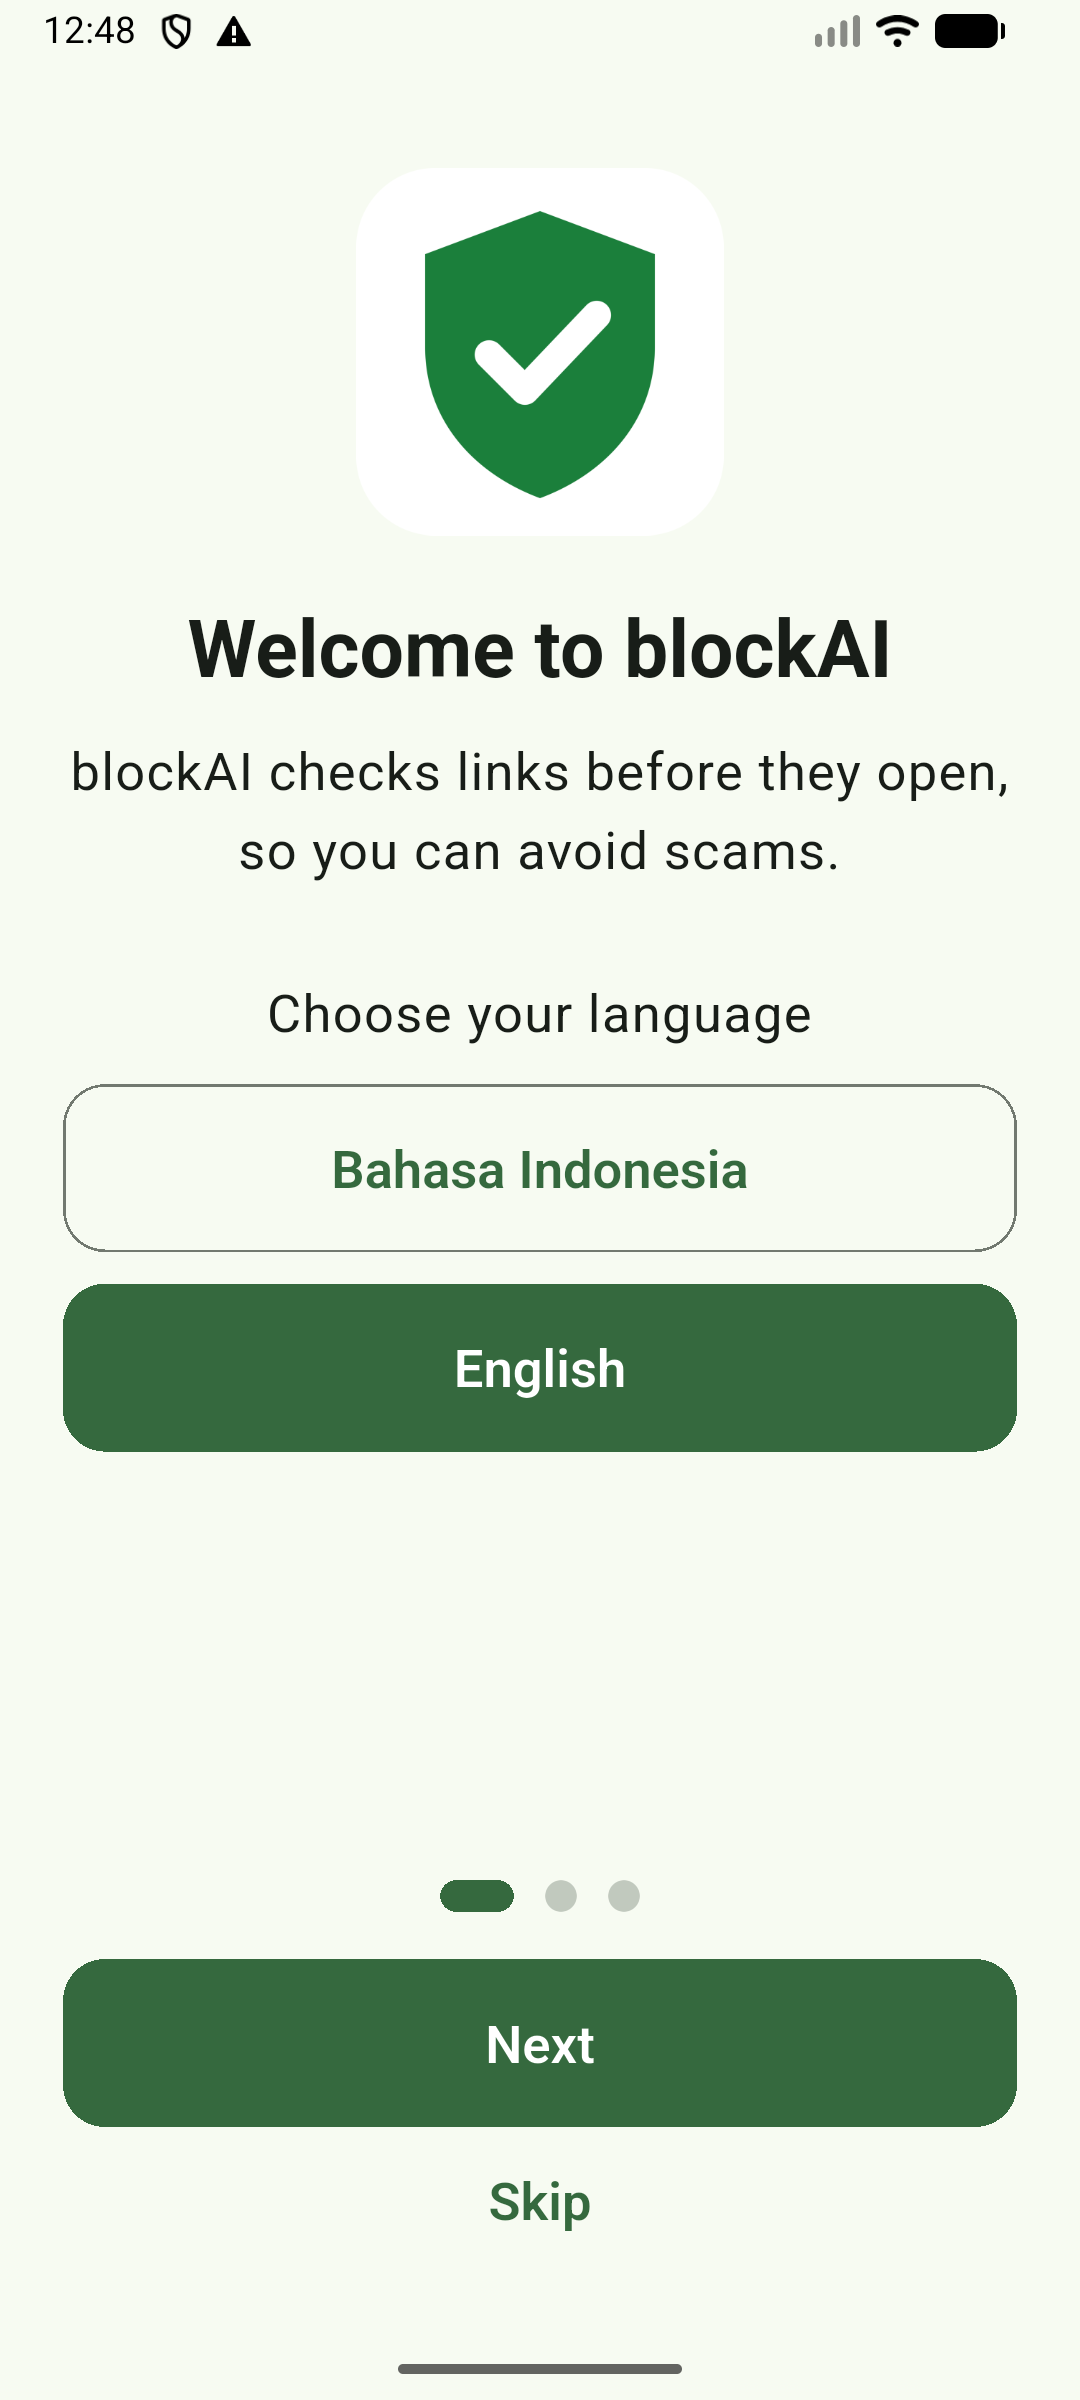 12:48
Welcome to blockAI
blockAI checks links before they open,
so you can avoid scams.
Choose your language
Bahasa Indonesia
English
Next
Skip